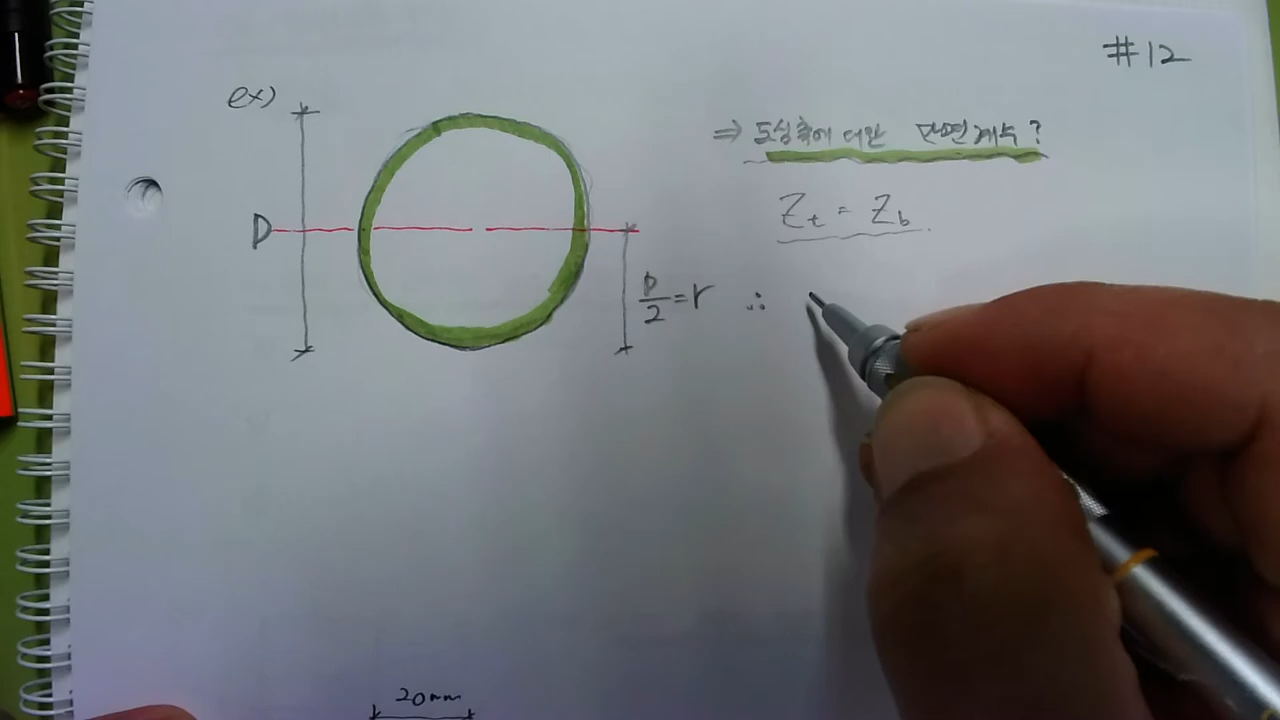 #12
ex)
⇒ 도심축에 대한 단면계수?
Zt = Zb
D
D/2 = r ∴
20mm